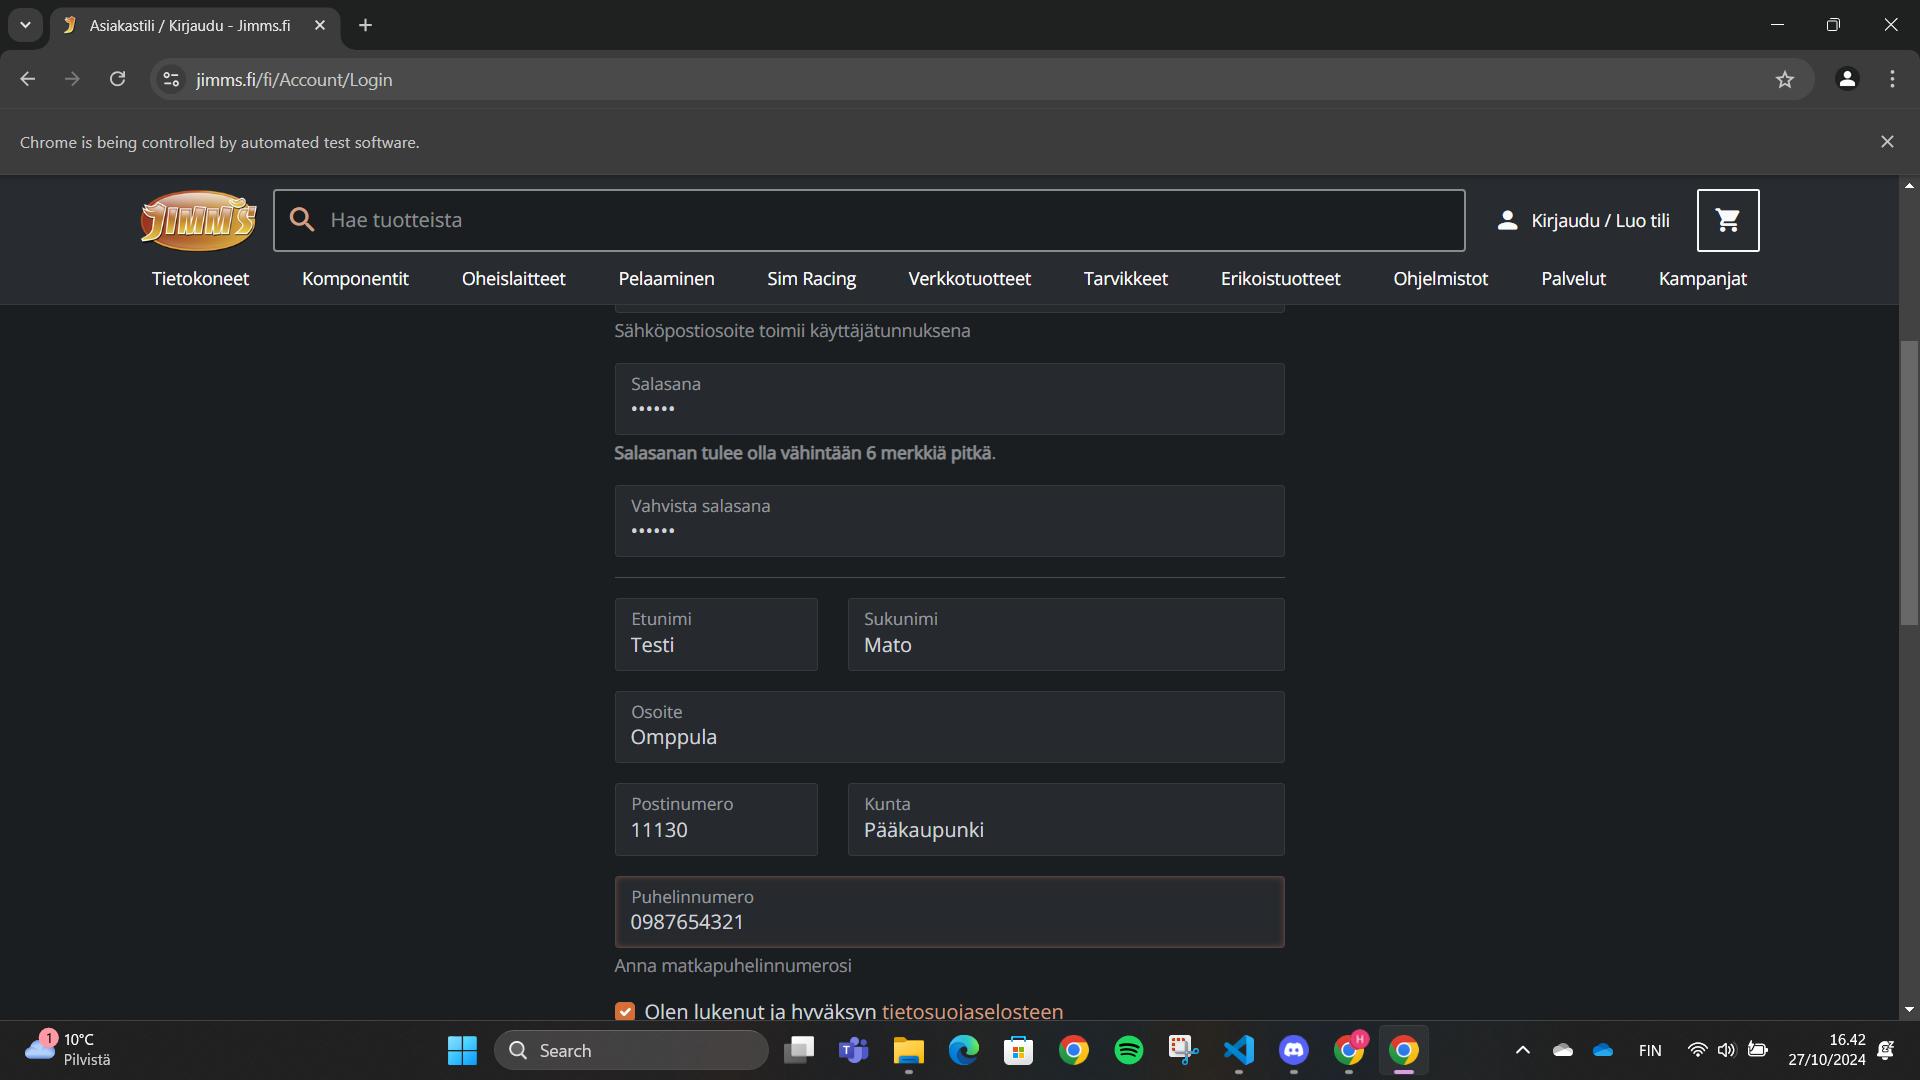 Asiakastili / Kirjaudu - Jimms.fi
jimms.fi/fi/Account/Login
Chrome is being controlled by automated test software.
JIMM'S
Hae tuotteista
Kirjaudu / Luo tili
Tietokoneet Komponentit Oheislaitteet Pelaaminen Sim Racing Verkkotuotteet Tarvikkeet Erikoistuotteet Ohjelmistot Palvelut Kampanjat
Sähköpostiosoite toimii käyttäjätunnuksena
Salasana
••••••
Salasanan tulee olla vähintään 6 merkkiä pitkä.
Vahvista salasana
••••••
Etunimi Sukunimi
Testi Mato
Osoite
Omppula
Postinumero Kunta
11130 Pääkaupunki
Puhelinnumero
0987654321
Anna matkapuhelinnumerosi
Olen lukenut ja hyväksyn tietosuojaselosteen
1 10°C
Pilvistä
Search
T
H
FIN
16.42
27/10/2024